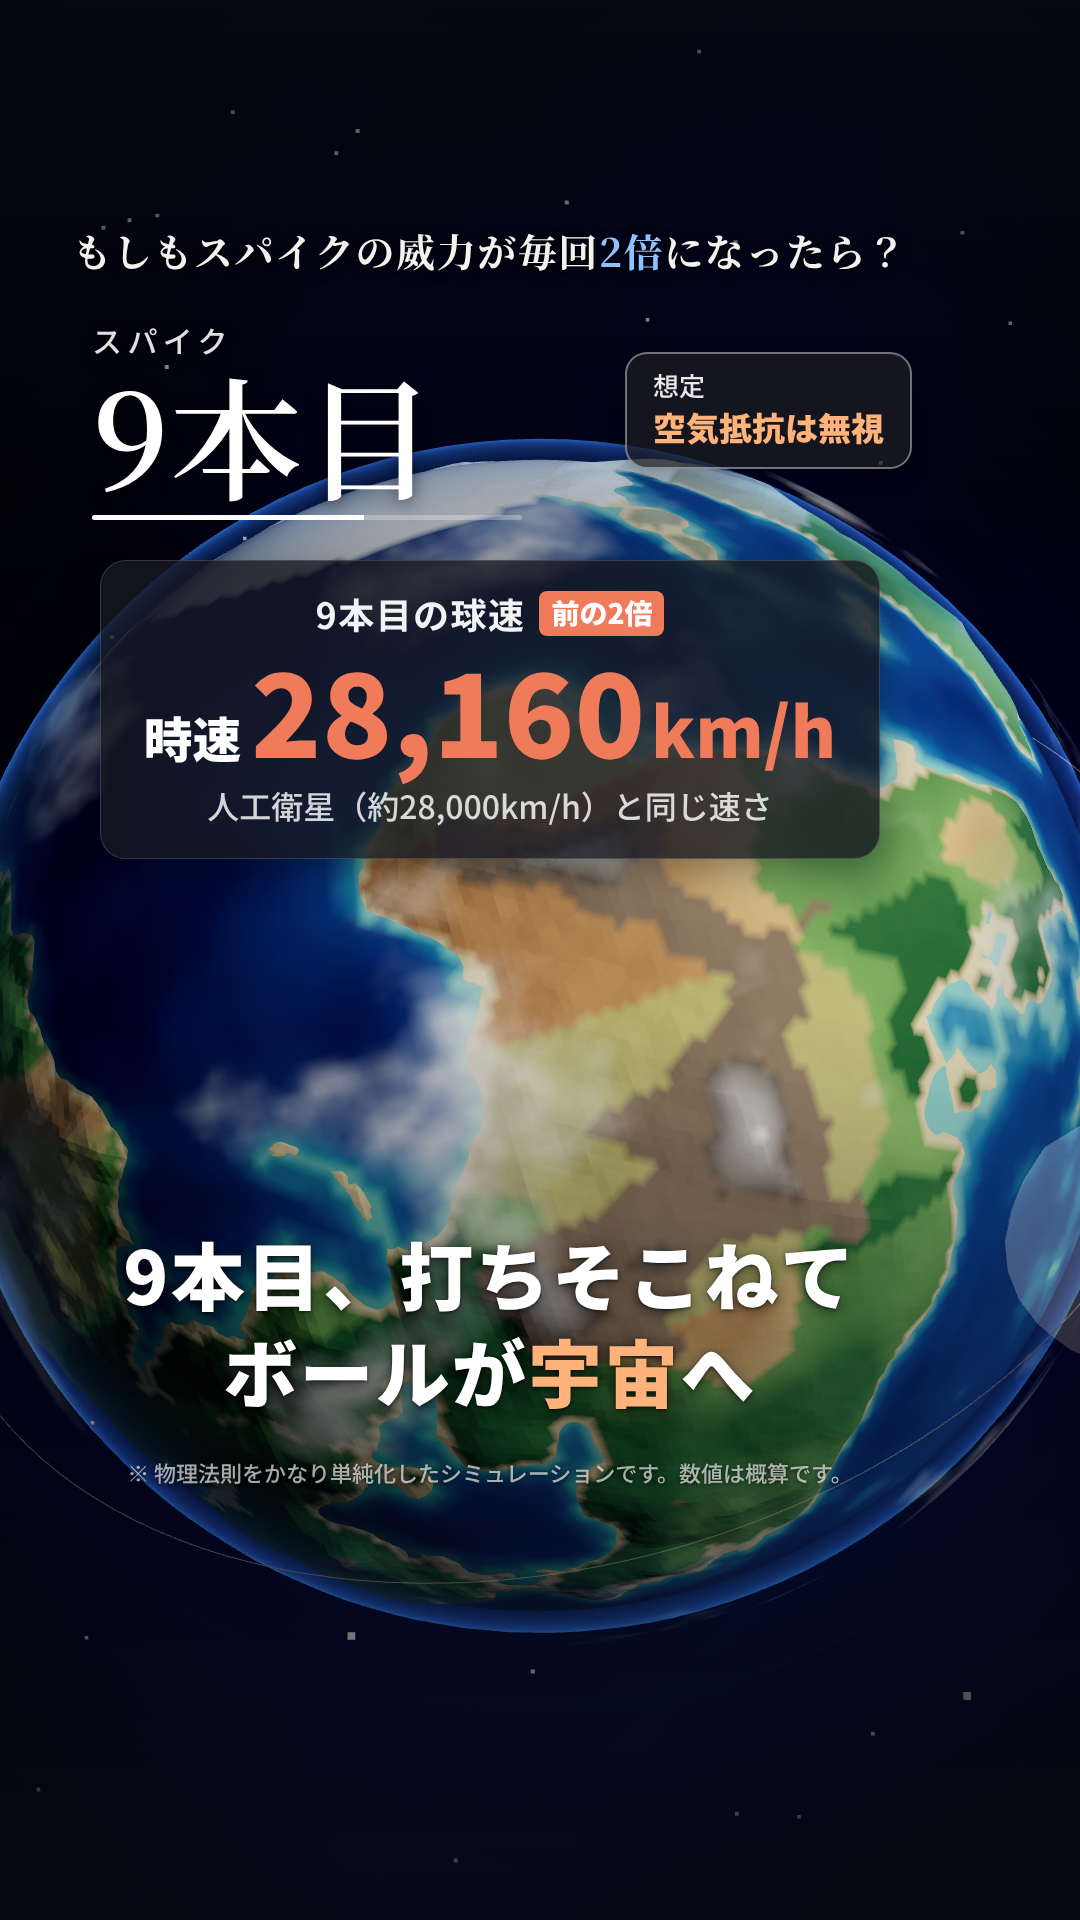 もしもスパイクの威力が毎回2倍になったら？
スパイク
9本目
想定
空気抵抗は無視
9本目の球速 前の2倍
時速28,160km/h
人工衛星（約28,000km/h）と同じ速さ
9本目、打ちそこねて
ボールが宇宙へ
※ 物理法則をかなり単純化したシミュレーションです。数値は概算です。